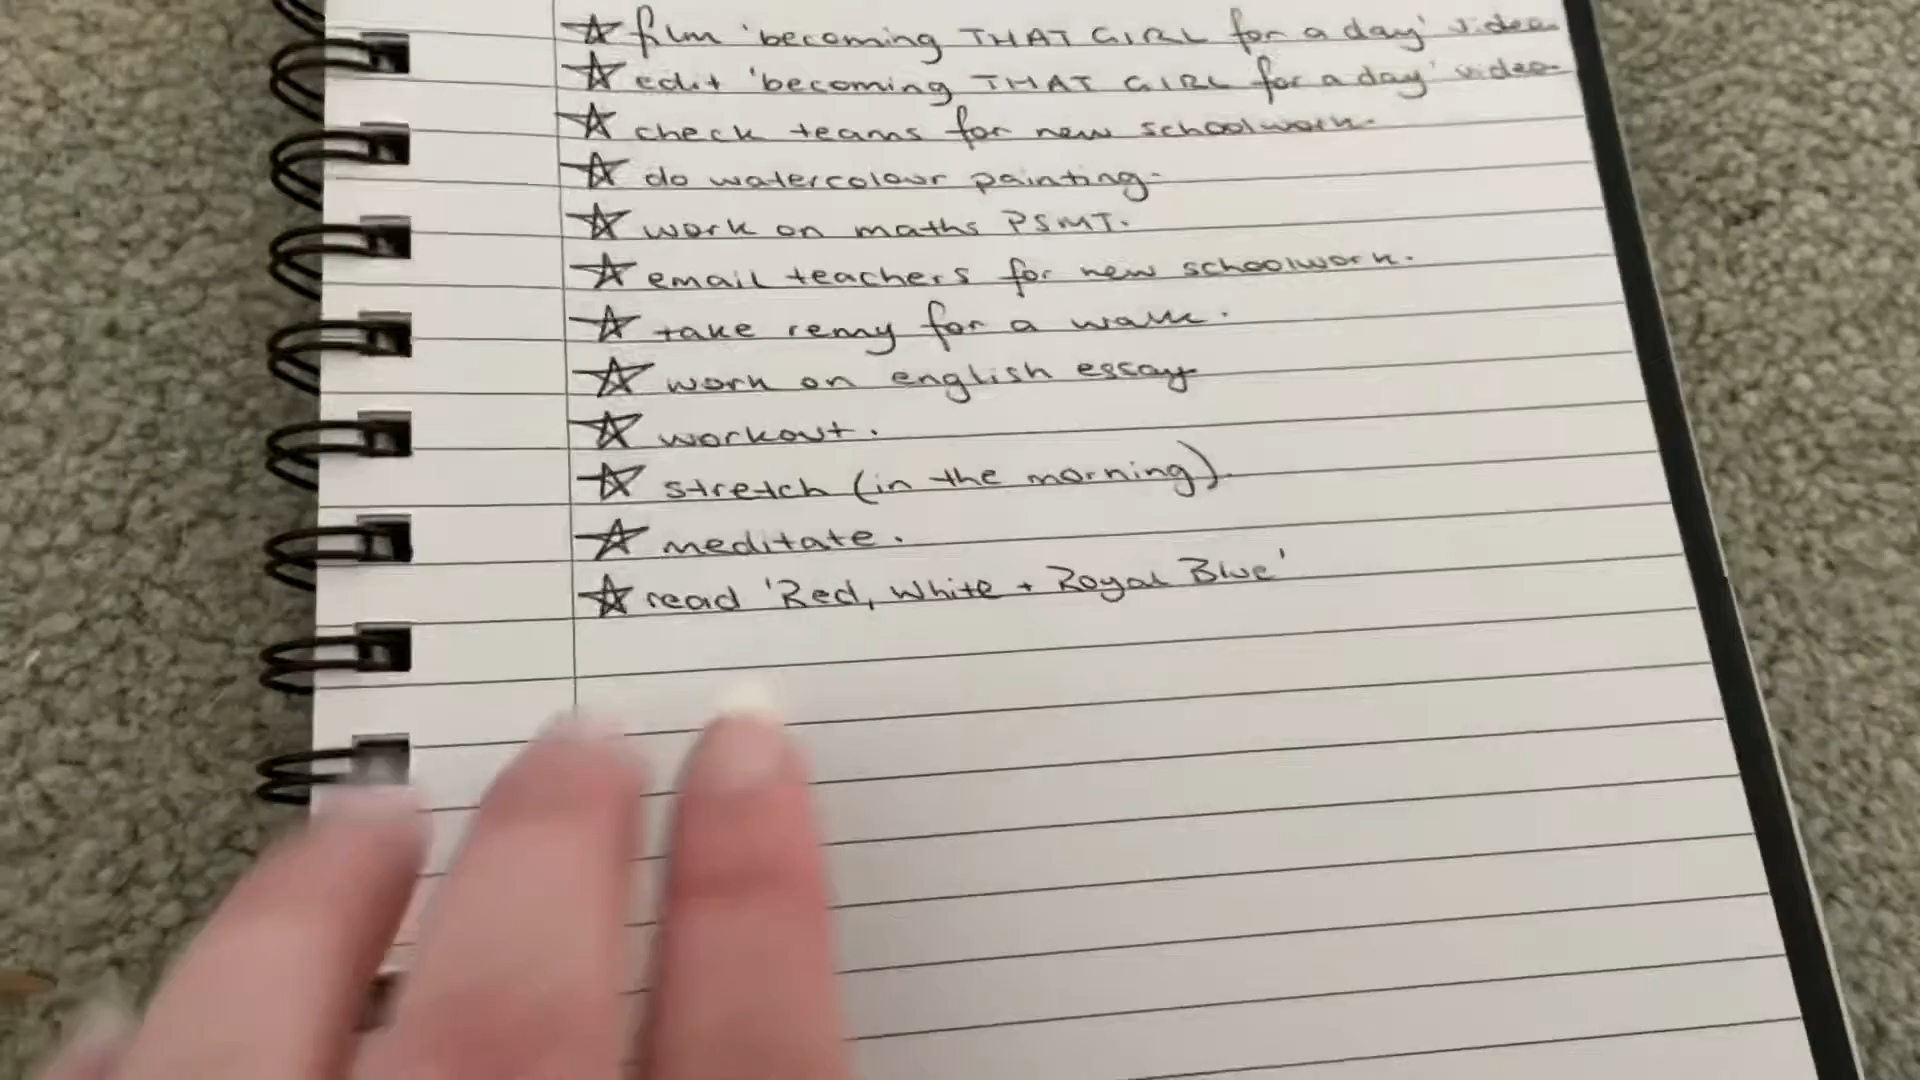 ☆ film 'becoming THAT GIRL for a day' video
☆ edit 'becoming THAT GIRL for a day' video.
☆ check teams for new schoolwork.
☆ do watercolour painting.
☆ work on maths PSMT.
☆ email teachers for new schoolwork.
☆ take remy for a walk.
☆ work on english essay
☆ workout.
☆ stretch (in the morning).
☆ meditate.
☆ read 'Red, White + Royal Blue'